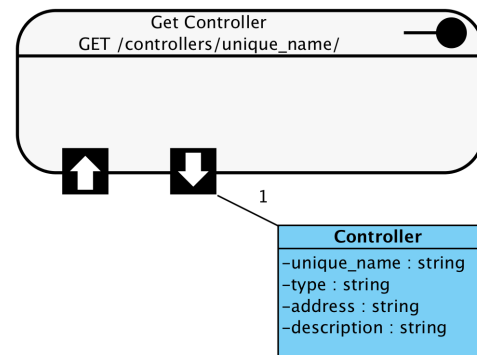 Get Controller
GET /controllers/unique_name/
1
Controller
-unique_name : string
-type : string
-address : string
-description : string